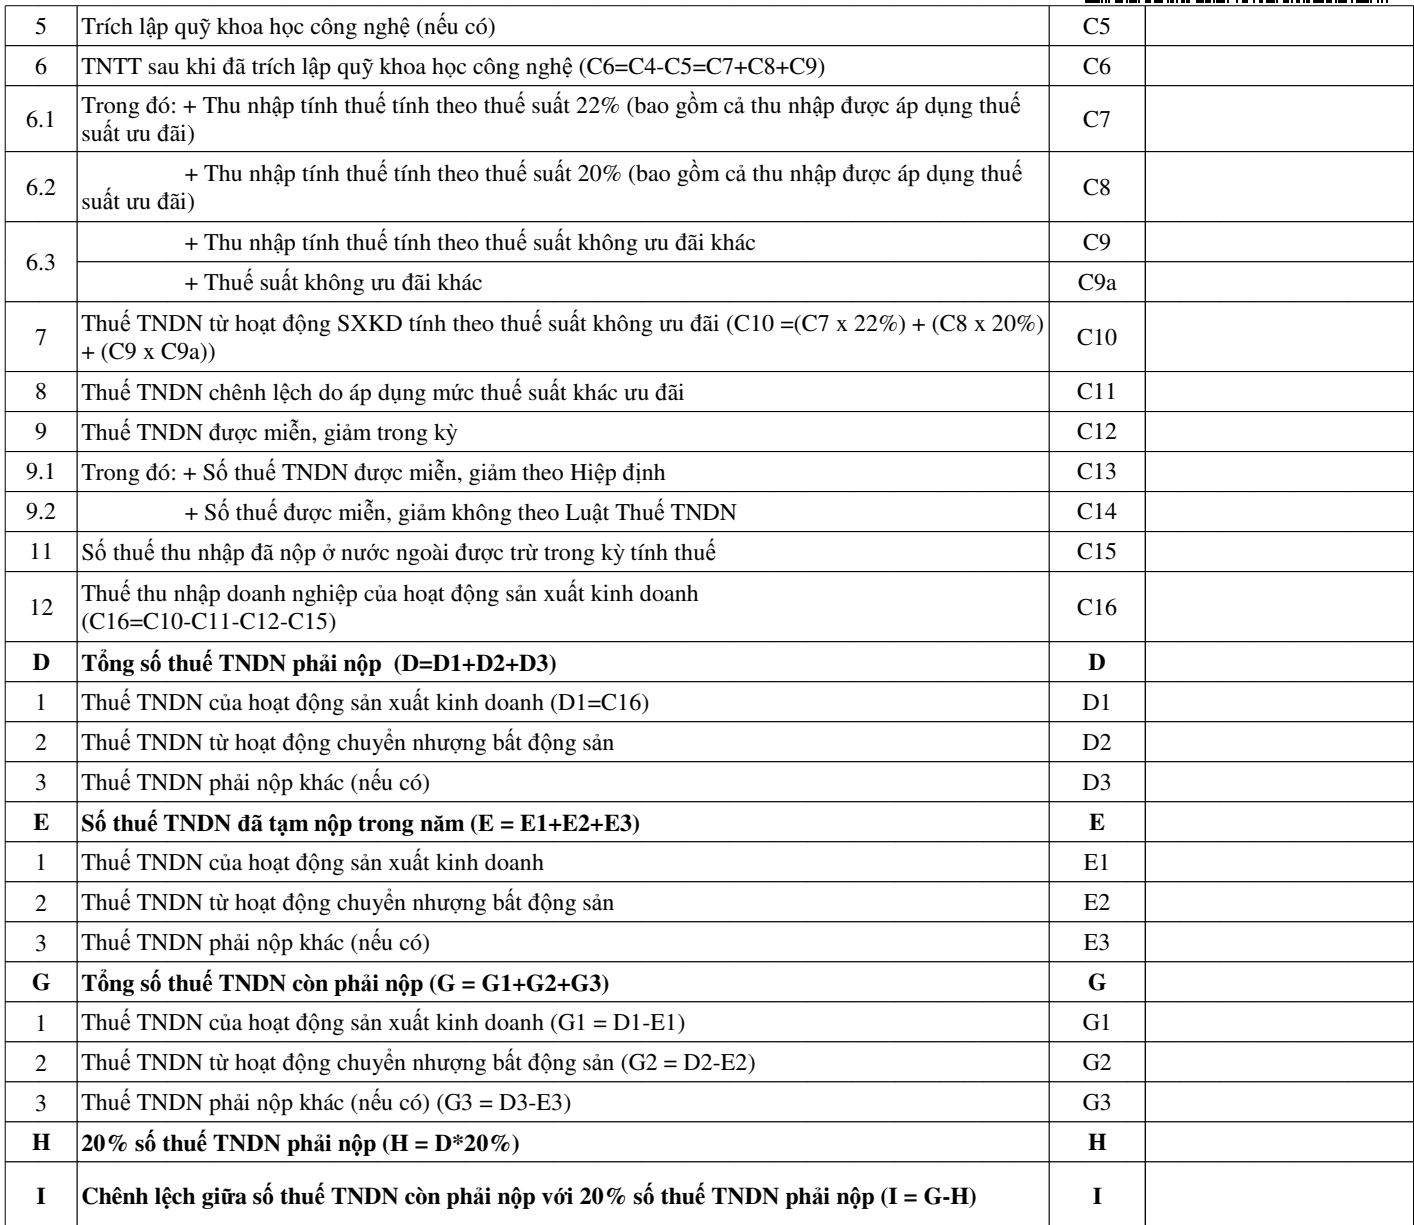 5 Trích lập quỹ khoa học công nghệ (nếu có) C5
6 TNTT sau khi đã trích lập quỹ khoa học công nghệ (C6=C4-C5=C7+C8+C9) C6
6.1 Trong đó: + Thu nhập tính thuế tính theo thuế suất 22% (bao gồm cả thu nhập được áp dụng thuế C7
suất ưu đãi)
6.2 + Thu nhập tính thuế tính theo thuế suất 20% (bao gồm cả thu nhập được áp dụng thuế C8
suất ưu đãi)
6.3 + Thu nhập tính thuế tính theo thuế suất không ưu đãi khác C9
+ Thuế suất không ưu đãi khác C9a
7 Thuế TNDN từ hoạt động SXKD tính theo thuế suất không ưu đãi (C10 =(C7 x 22%) + (C8 x 20%) C10
+ (C9 x C9a))
8 Thuế TNDN chênh lệch do áp dụng mức thuế suất khác ưu đãi C11
9 Thuế TNDN được miễn, giảm trong kỳ C12
9.1 Trong đó: + Số thuế TNDN được miễn, giảm theo Hiệp định C13
9.2 + Số thuế được miễn, giảm không theo Luật Thuế TNDN C14
11 Số thuế thu nhập đã nộp ở nước ngoài được trừ trong kỳ tính thuế C15
12 Thuế thu nhập doanh nghiệp của hoạt động sản xuất kinh doanh C16
(C16=C10-C11-C12-C15)
D Tổng số thuế TNDN phải nộp (D=D1+D2+D3) D
1 Thuế TNDN của hoạt động sản xuất kinh doanh (D1=C16) D1
2 Thuế TNDN từ hoạt động chuyển nhượng bất động sản D2
3 Thuế TNDN phải nộp khác (nếu có) D3
E Số thuế TNDN đã tạm nộp trong năm (E = E1+E2+E3) E
1 Thuế TNDN của hoạt động sản xuất kinh doanh E1
2 Thuế TNDN từ hoạt động chuyển nhượng bất động sản E2
3 Thuế TNDN phải nộp khác (nếu có) E3
G Tổng số thuế TNDN còn phải nộp (G = G1+G2+G3) G
1 Thuế TNDN của hoạt động sản xuất kinh doanh (G1 = D1-E1) G1
2 Thuế TNDN từ hoạt động chuyển nhượng bất động sản (G2 = D2-E2) G2
3 Thuế TNDN phải nộp khác (nếu có) (G3 = D3-E3) G3
H 20% số thuế TNDN phải nộp (H = D*20%) H
I Chênh lệch giữa số thuế TNDN còn phải nộp với 20% số thuế TNDN phải nộp (I = G-H) I